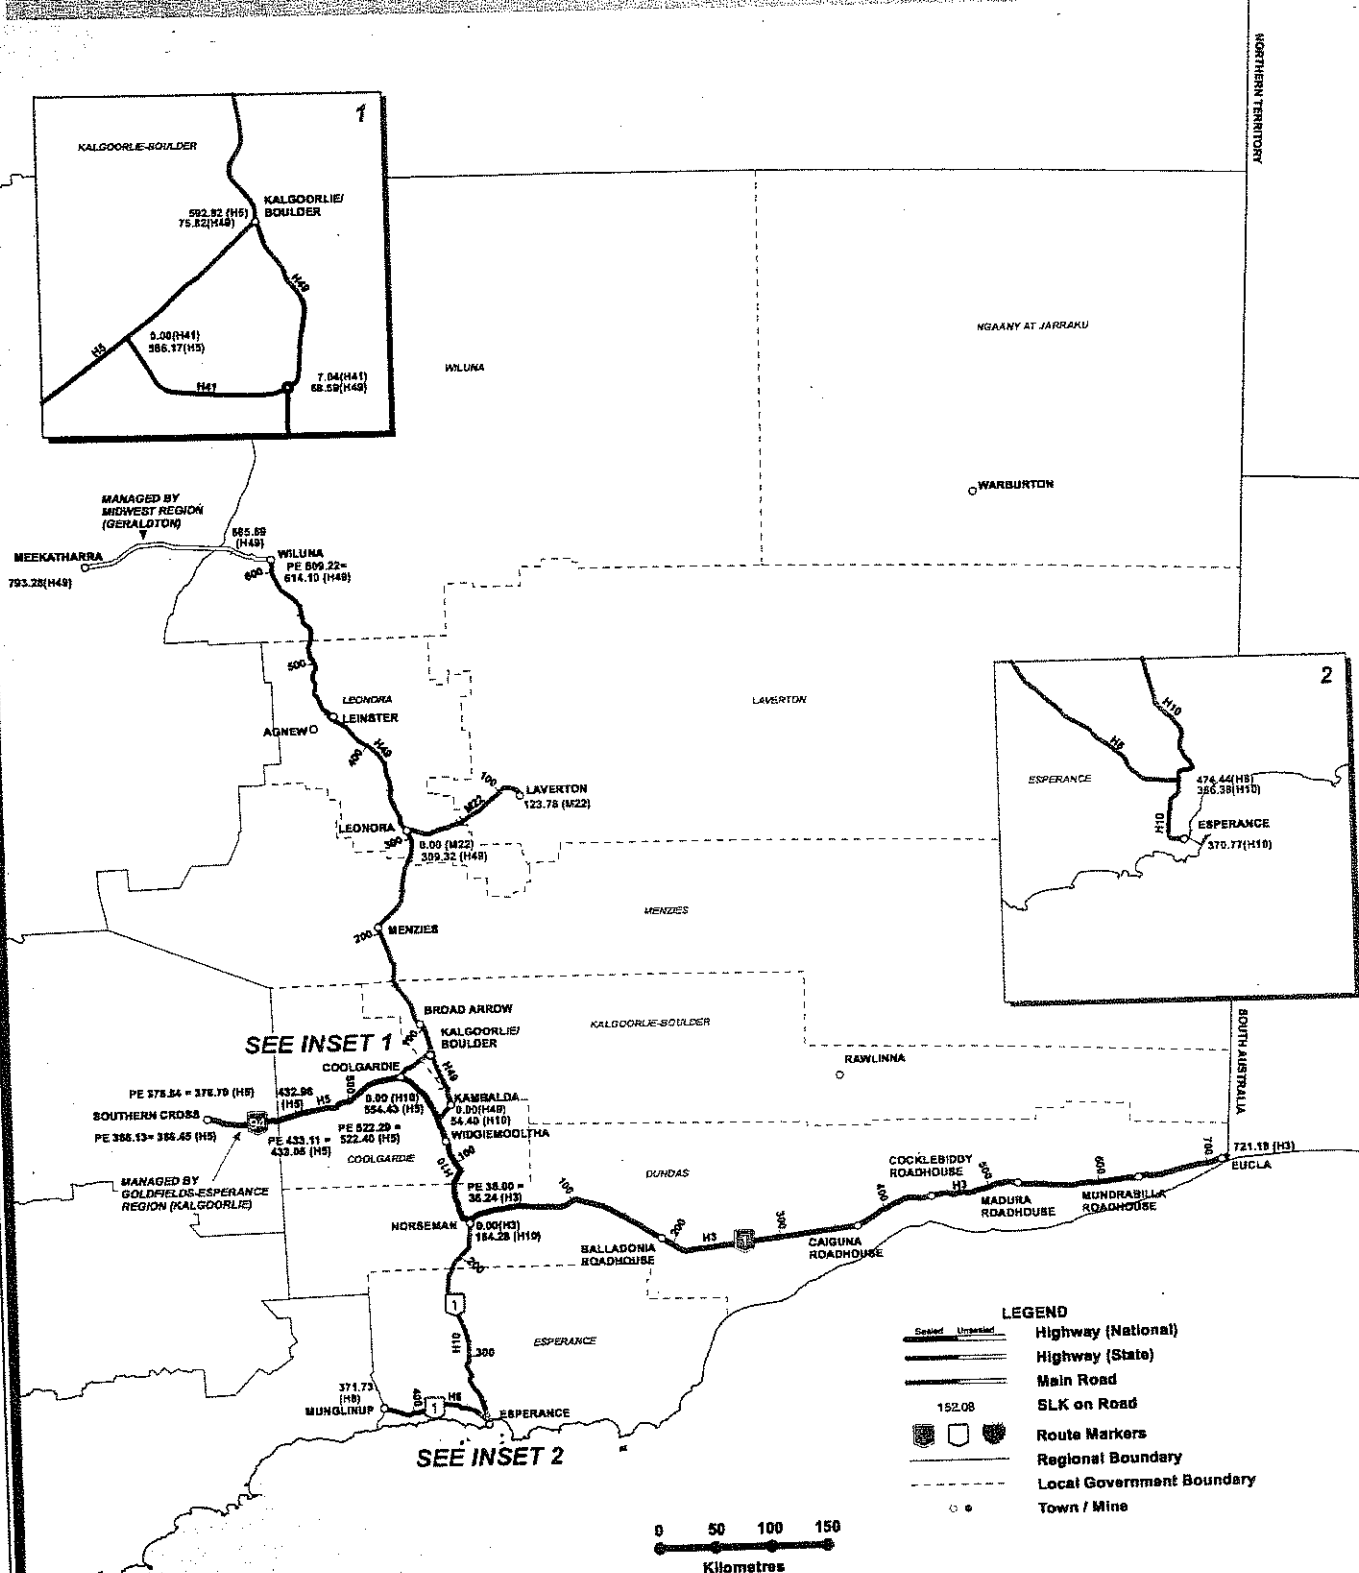 NORTHERN TERRITORY
1
KALGOORLIE-BOULDER
KALGOORLIE/
BOULDER
592.82 (H5)
75.82(H49)
H49
H5
0.00(H41)
586.17(H5)
H41
7.04(H41)
68.59(H49)
NGAANY AT JARRAKU
WILUNA
WARBURTON
MANAGED BY
MIDWEST REGION
(GERALDTON)
MEEKATHARRA
793.28(H49)
(H49)
WILUNA
PE 609.22=
614.10 (H49)
600
500
LEONORA
LEINSTER
AGNEW
H49
400
LAVERTON
100
LAVERTON
123.78 (M22)
M22
LEONORA
300
0.00 (M22)
309.32 (H49)
2
H10
H8
ESPERANCE
474.44(H8)
366.38(H10)
H10
ESPERANCE
370.77(H10)
MENZIES
200
MENZIES
BROAD ARROW
100
KALGOORLIE/
BOULDER
KALGOORLIE-BOULDER
SEE INSET 1
COOLGARDIE
RAWLINNA
SOUTH AUSTRALIA
H49
PE 378.84 = 378.79 (H5)
432.96
(H5)
H5
500
0.00 (H10)
554.43 (H5)
KAMBALDA
0.00(H49)
54.40 (H10)
SOUTHERN CROSS
94
PE 386.13= 386.45 (H5)
PE 433.11 =
433.06 (H5)
PE 522.29 =
522.40 (H5)
WIDGIEMOOLTHA
COOLGARDIE
H10
100
DUNDAS
MANAGED BY
GOLDFIELDS-ESPERANCE
REGION (KALGOORLIE)
PE 36.00 =
36.24 (H3)
100
COCKLEBIDDY
ROADHOUSE
H3
500
MADURA
ROADHOUSE
600
MUNDRABILLA
ROADHOUSE
700
721.19 (H3)
EUCLA
NORSEMAN
0.00(H3)
184.28 (H10)
200
BALLADONIA
ROADHOUSE
200
H3
1
300
CAIGUNA
ROADHOUSE
400
1
H10
300
ESPERANCE
371.73
(H8)
MUNGLINUP
400
1
H8
ESPERANCE
SEE INSET 2
LEGEND
Sealed Unsealed
Highway (National)
Highway (State)
Main Road
152.08 SLK on Road
Route Markers
Regional Boundary
Local Government Boundary
Town / Mine
0 50 100 150
Kilometres